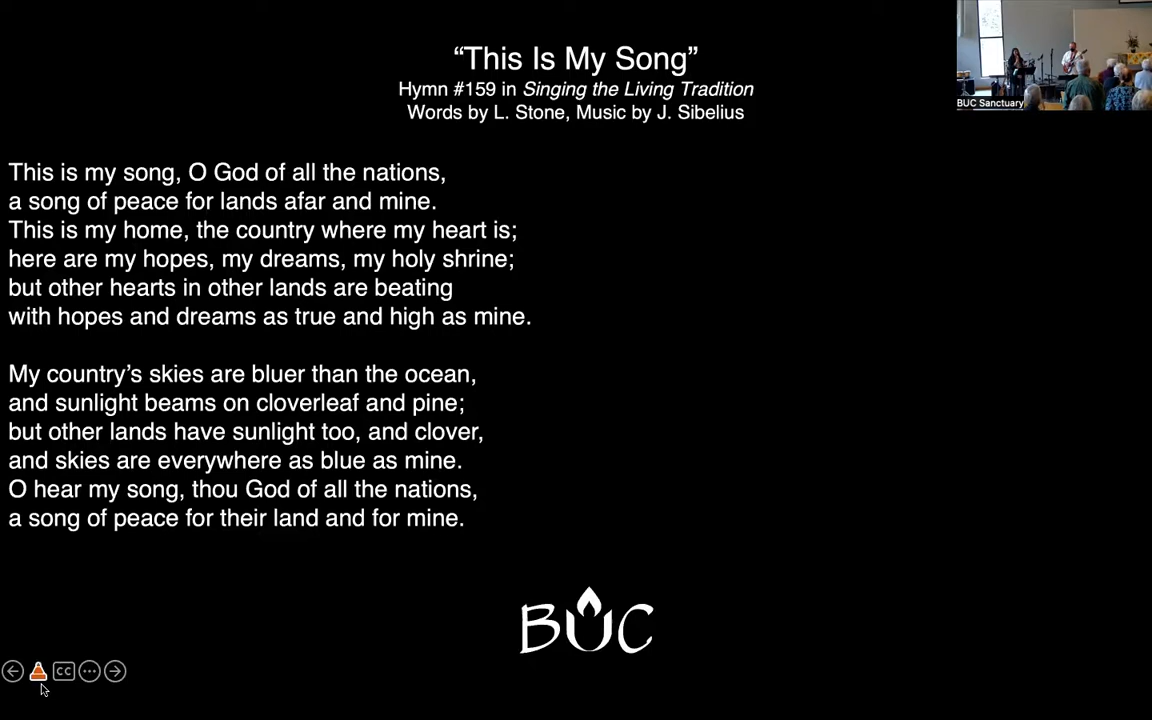 “This Is My Song”
Hymn #159 in Singing the Living Tradition
Words by L. Stone, Music by J. Sibelius
BUC Sanctuary
This is my song, O God of all the nations,
a song of peace for lands afar and mine.
This is my home, the country where my heart is;
here are my hopes, my dreams, my holy shrine;
but other hearts in other lands are beating
with hopes and dreams as true and high as mine.
My country’s skies are bluer than the ocean,
and sunlight beams on cloverleaf and pine;
but other lands have sunlight too, and clover,
and skies are everywhere as blue as mine.
O hear my song, thou God of all the nations,
a song of peace for their land and for mine.
BUC
CC